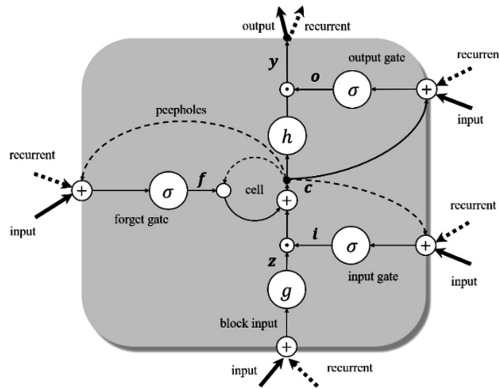 output
recurrent
y
o
output gate
σ
+
recurren
input
h
peepholes
recurrent
+
input
σ
f
forget gate
cell
c
+
i
σ
input gate
+
recurrent
input
z
g
block input
+
input
recurrent